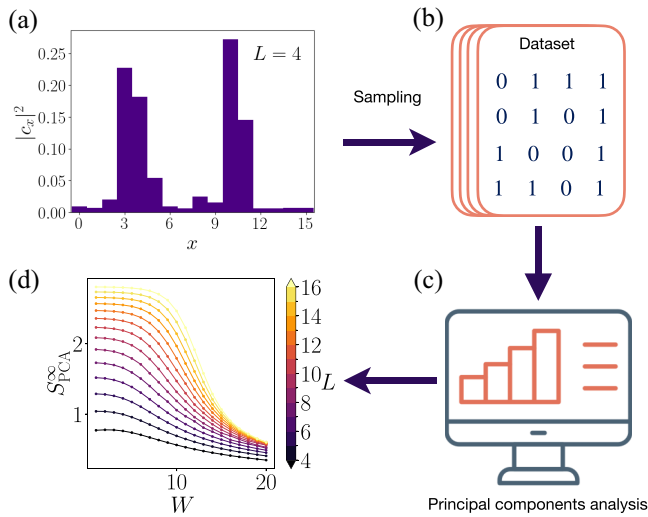 (a)
L = 4
0.25
0.20
0.15
0.10
0.05
0.00
|c_x|^2
0 3 6 9 12 15
x
Sampling
(b)
Dataset
0 1 1 1
0 1 0 1
1 0 0 1
1 1 0 1
(d)
2
1
S^∞_PCA
10 20
W
16
14
12
10
8
6
4
L
(c)
Principal components analysis